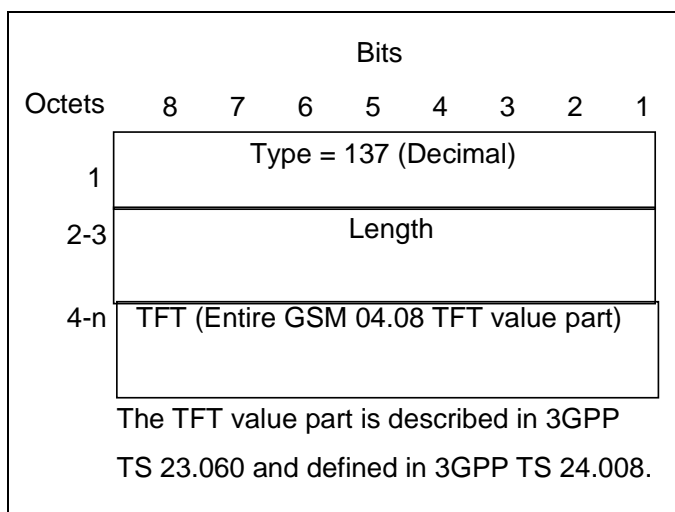 Bits
Octets 8 7 6 5 4 3 2 1
1 Type = 137 (Decimal)
2-3 Length
4-n TFT (Entire GSM 04.08 TFT value part)
The TFT value part is described in 3GPP
TS 23.060 and defined in 3GPP TS 24.008.